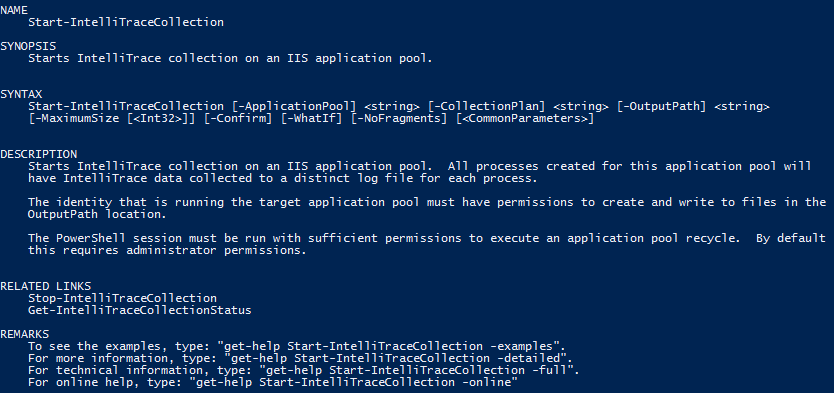 NAME
Start-IntelliTraceCollection
SYNOPSIS
Starts IntelliTrace collection on an IIS application pool.
SYNTAX
Start-IntelliTraceCollection [-ApplicationPool] <string> [-CollectionPlan] <string> [-OutputPath] <string>
[-MaximumSize [<Int32>]] [-Confirm] [-WhatIf] [-NoFragments] [<CommonParameters>]
DESCRIPTION
Starts IntelliTrace collection on an IIS application pool.  All processes created for this application pool will
have IntelliTrace data collected to a distinct log file for each process.
The identity that is running the target application pool must have permissions to create and write to files in the
OutputPath location.
The PowerShell session must be run with sufficient permissions to execute an application pool recycle.  By default
this requires administrator permissions.
RELATED LINKS
Stop-IntelliTraceCollection
Get-IntelliTraceCollectionStatus
REMARKS
To see the examples, type: "get-help Start-IntelliTraceCollection -examples".
For more information, type: "get-help Start-IntelliTraceCollection -detailed".
For technical information, type: "get-help Start-IntelliTraceCollection -full".
For online help, type: "get-help Start-IntelliTraceCollection -online"